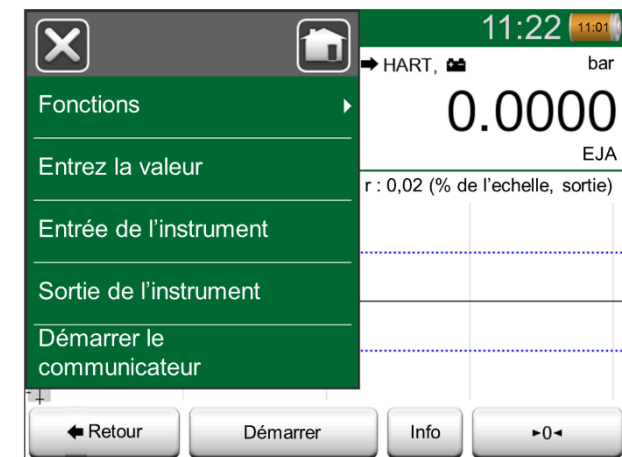 11:22 11:01
➡ HART, bar
0.0000
EJA
r : 0,02 (% de l'echelle, sortie)
Fonctions
Entrez la valeur
Entrée de l'instrument
Sortie de l'instrument
Démarrer le
communicateur
Retour Démarrer Info ►0◄